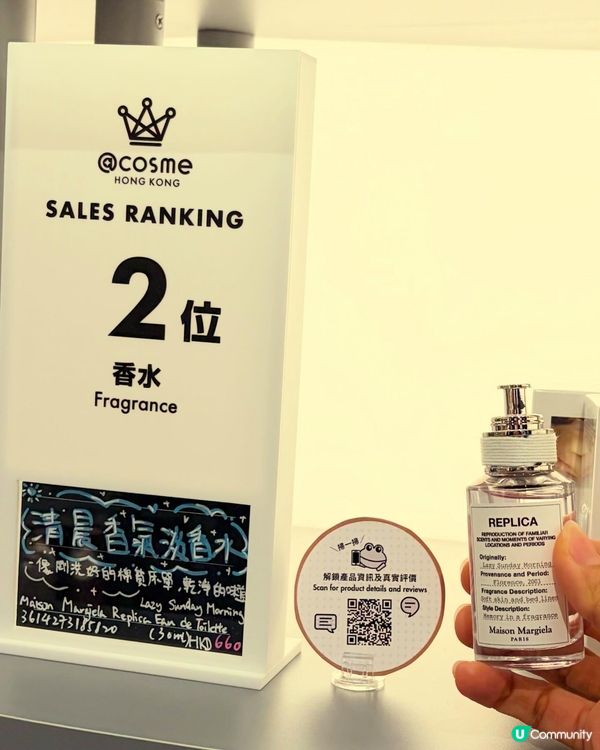 @cosme
HONG KONG
SALES RANKING
2位
香水
Fragrance
清晨香氛淡香水
像剛洗好的棉質床單,乾淨的味道
Lazy Sunday Morning
Maison Margiela Replica Eau de Toilette
3614273185120 (30ml)HKD 660
掃一掃
解鎖產品資訊及真實評價
Scan for product details and reviews
REPLICA
REPRODUCTION OF FAMILIAR
SCENTS AND MOMENTS OF VARYING
LOCATIONS AND PERIODS
Originally:
Lazy Sunday Morning
Provenance and Period:
Florence, 2003
Fragrance Description:
Soft skin and bed linen
Style Description:
Memory in a fragrance
Maison Margiela
PARIS
U Community